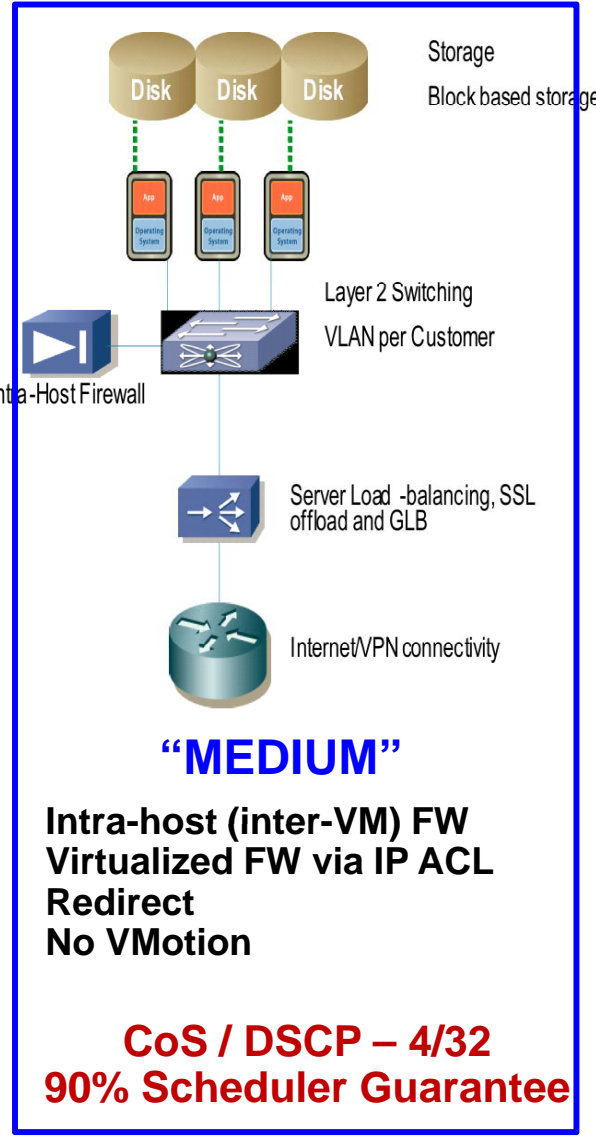 Storage
Disk Disk Disk
Block based storage
App App App
Operating System Operating System Operating System
Layer 2 Switching
VLAN per Customer
ntra-Host Firewall
Server Load -balancing, SSL
offload and GLB
Internet/VPN connectivity
“MEDIUM”
Intra-host (inter-VM) FW
Virtualized FW via IP ACL
Redirect
No VMotion
CoS / DSCP – 4/32
90% Scheduler Guarantee